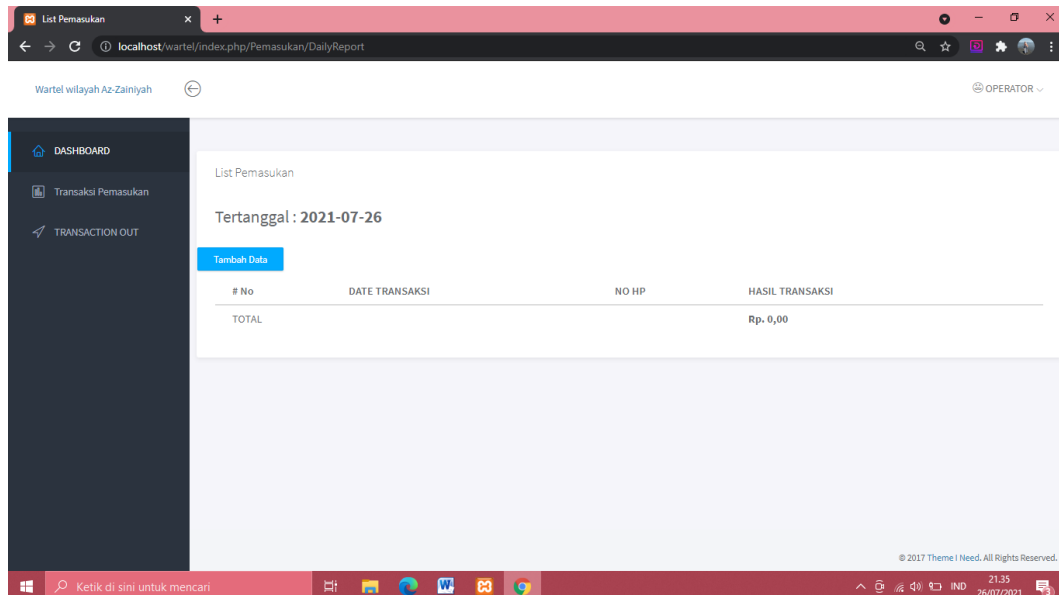 List Pemasukan
localhost/wartel/index.php/Pemasukan/DailyReport
Wartel wilayah Az-Zainiyah
OPERATOR
DASHBOARD
Transaksi Pemasukan
TRANSACTION OUT
List Pemasukan
Tertanggal : 2021-07-26
Tambah Data
# No DATE TRANSAKSI NO HP HASIL TRANSAKSI
TOTAL Rp. 0,00
© 2017 Theme I Need. All Rights Reserved.
Ketik di sini untuk mencari
IND
21.35
26/07/2021